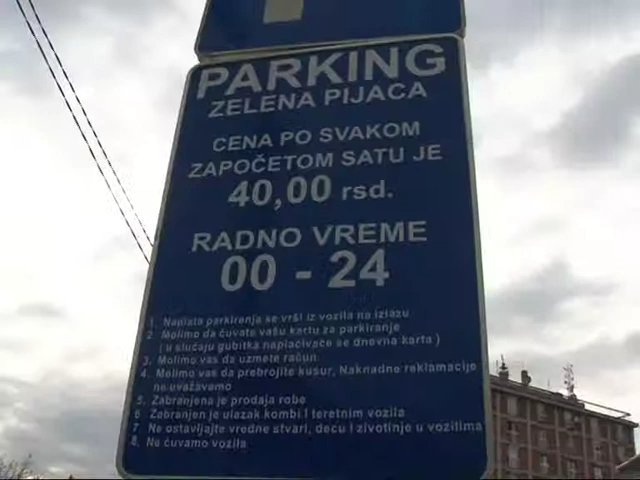 PARKING
ZELENA PIJACA
CENA PO SVAKOM
ZAPOČETOM SATU JE
40,00 rsd.
RADNO VREME
00 - 24
1. Naplata parkiranja se vrši iz vozila na izlazu
2. Molimo da čuvate vašu kartu za parkiranje
( u slučaju gubitka naplaćivaće se dnevna karta )
3. Molimo vas da uzmete račun
4. Molimo vas da prebrojite kusur, Naknadne reklamacije
ne uvažavamo
5. Zabranjena je prodaja robe
6 Zabranjen je ulazak kombi i teretnim vozila
7. Ne ostavljajte vredne stvari, decu i životinje u vozilima
8. Ne čuvamo vozila